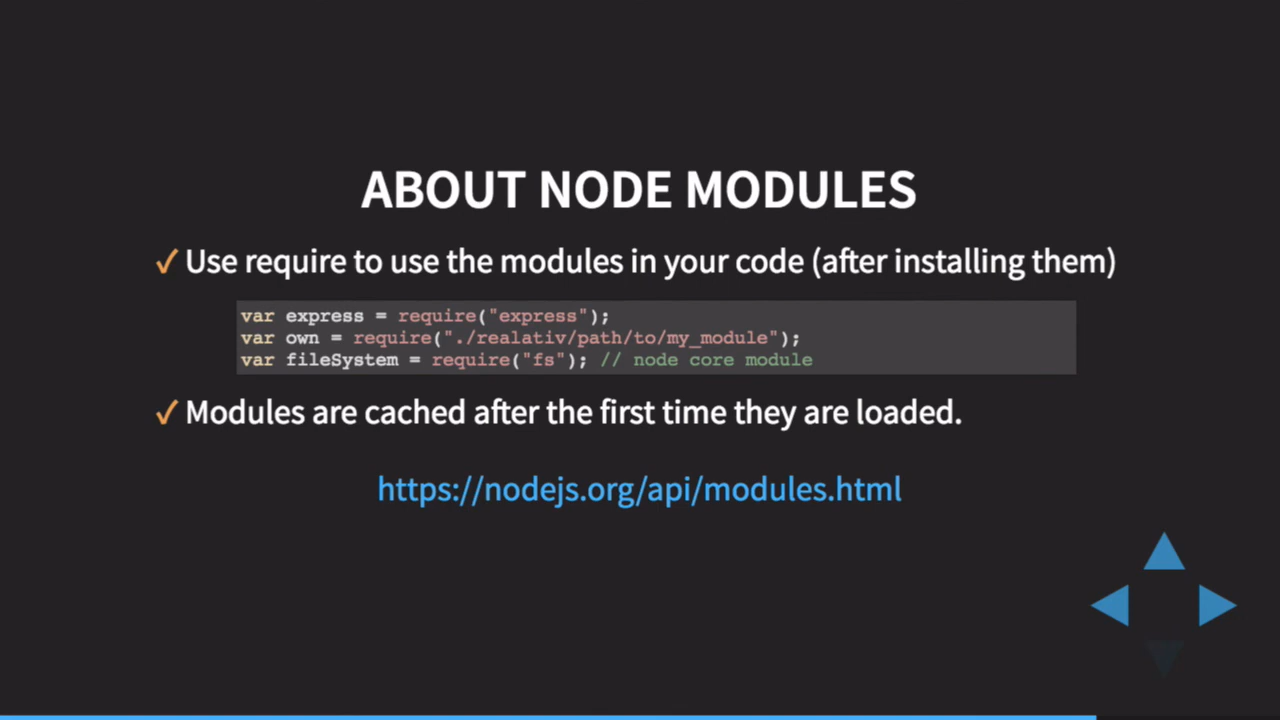 ABOUT NODE MODULES
✓ Use require to use the modules in your code (after installing them)
var express = require("express");
var own = require("./realativ/path/to/my_module");
var fileSystem = require("fs"); // node core module
✓ Modules are cached after the first time they are loaded.
https://nodejs.org/api/modules.html